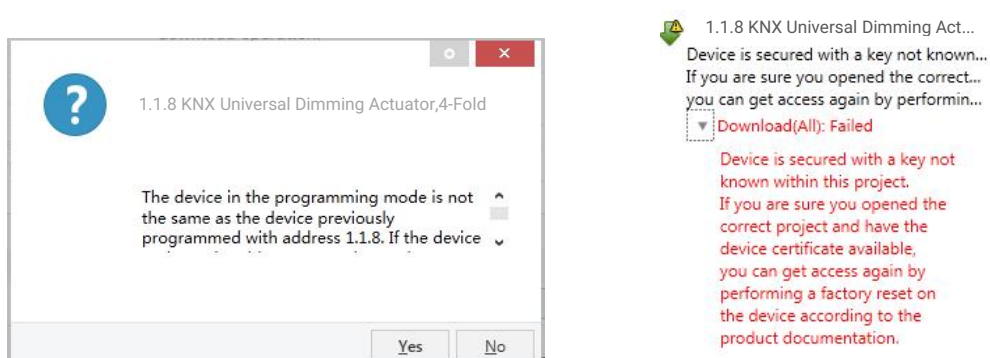 1.1.8 KNX Universal Dimming Actuator,4-Fold
The device in the programming mode is not
the same as the device previously
programmed with address 1.1.8. If the device
Yes
No
1.1.8 KNX Universal Dimming Act...
Device is secured with a key not known...
If you are sure you opened the correct...
you can get access again by performin...
Download(All): Failed
Device is secured with a key not
known within this project.
If you are sure you opened the
correct project and have the
device certificate available,
you can get access again by
performing a factory reset on
the device according to the
product documentation.